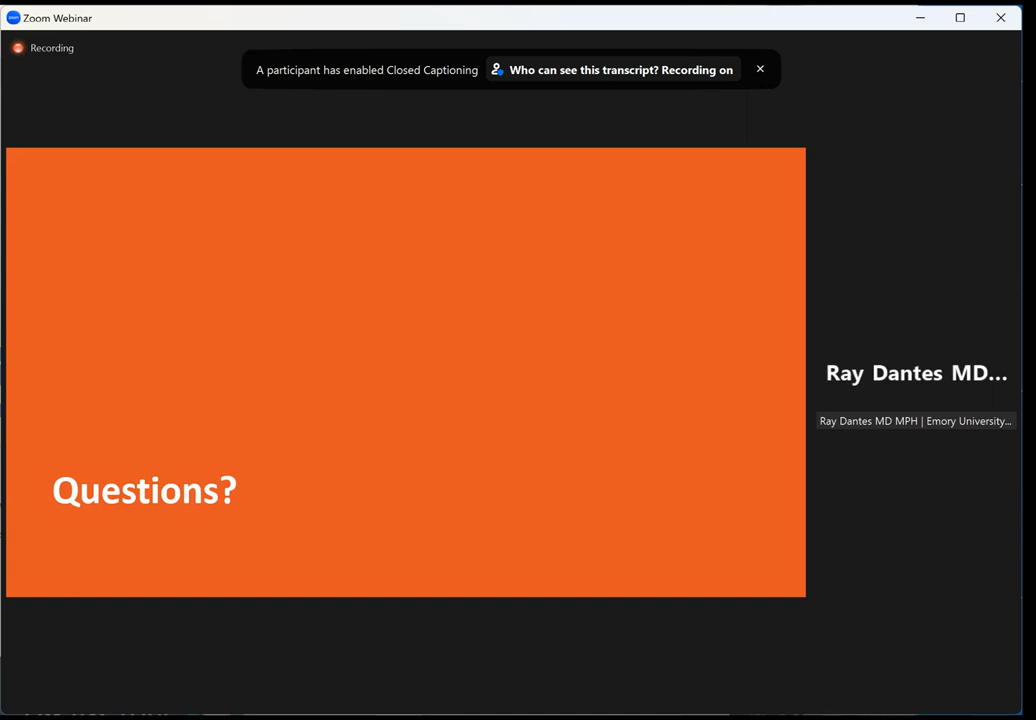 Zoom Webinar
Recording
A participant has enabled Closed Captioning Who can see this transcript? Recording on
Ray Dantes MD...
Ray Dantes MD MPH | Emory University...
Questions?